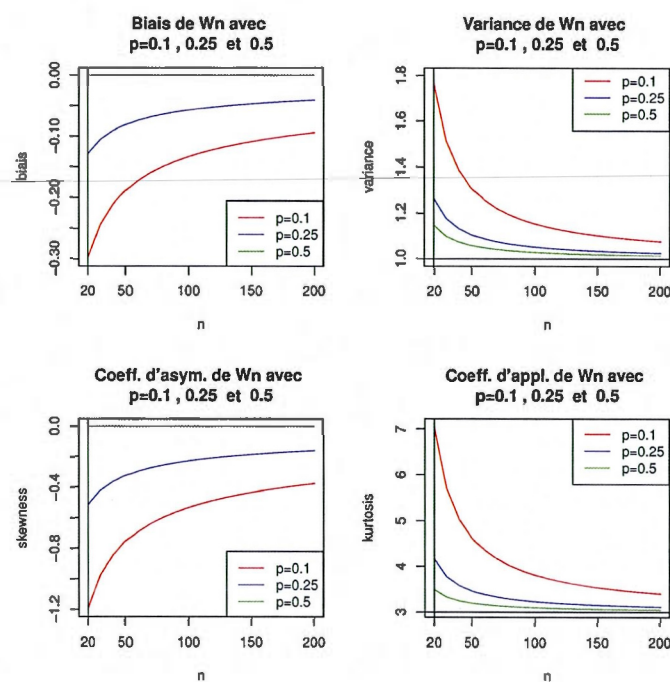 Biais de Wn avec
p=0.1 , 0.25 et 0.5
biais
0.00
-0.10
-0.20
-0.30
p=0.1
p=0.25
p=0.5
20 50 100 150 200
n
Variance de Wn avec
p=0.1 , 0.25 et 0.5
variance
1.8
1.6
1.4
1.2
1.0
p=0.1
p=0.25
p=0.5
20 50 100 150 200
n
Coeff. d'asym. de Wn avec
p=0.1 , 0.25 et 0.5
skewness
0.0
-0.4
-0.8
-1.2
p=0.1
p=0.25
p=0.5
20 50 100 150 200
n
Coeff. d'appl. de Wn avec
p=0.1 , 0.25 et 0.5
kurtosis
7
6
5
4
3
p=0.1
p=0.25
p=0.5
20 50 100 150 200
n